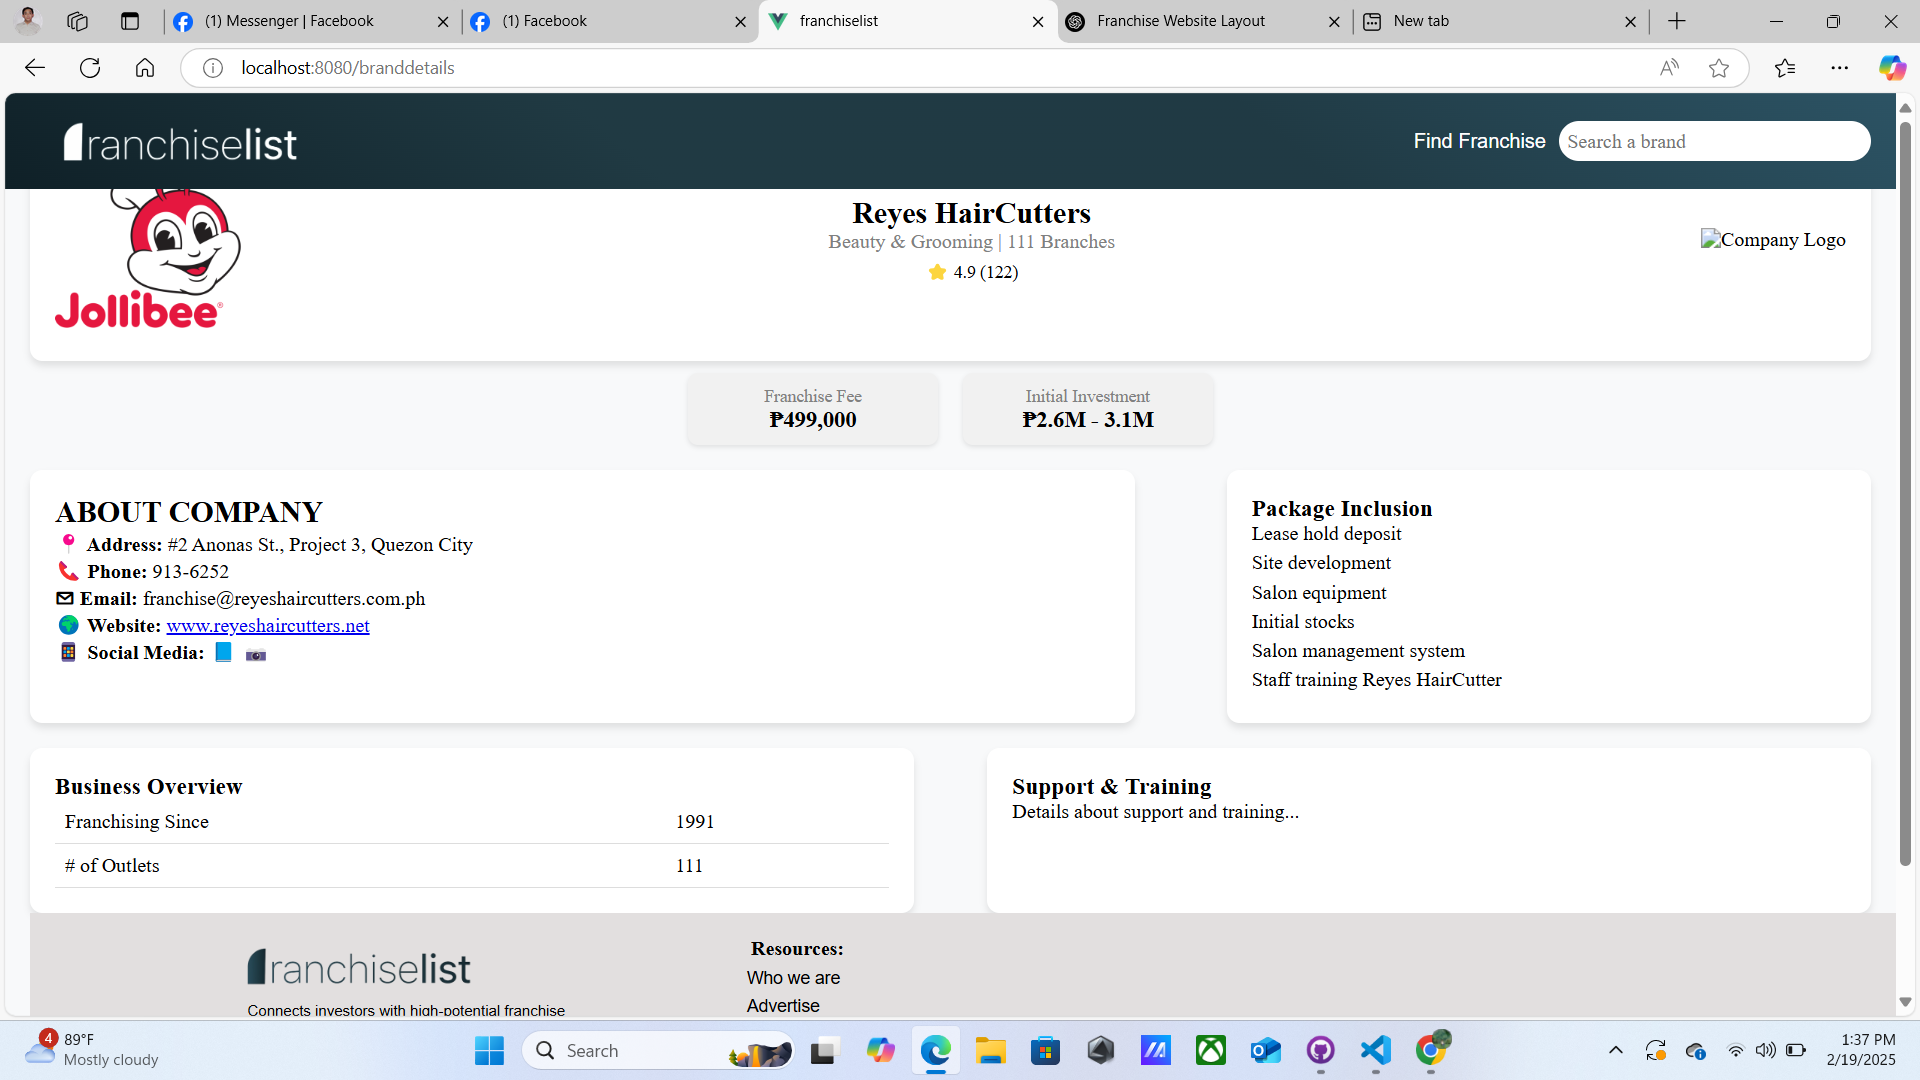 (1) Messenger | Facebook
(1) Facebook
franchiselist
Franchise Website Layout
New tab
localhost:8080/branddetails
ranchiselist
Find Franchise
Search a brand
Jollibee
Reyes HairCutters
Beauty & Grooming | 111 Branches
4.9 (122)
Company Logo
Franchise Fee
₱499,000
Initial Investment
₱2.6M - 3.1M
ABOUT COMPANY
Address: #2 Anonas St., Project 3, Quezon City
Phone: 913-6252
Email: franchise@reyeshaircutters.com.ph
Website: www.reyeshaircutters.net
Social Media:
Package Inclusion
Lease hold deposit
Site development
Salon equipment
Initial stocks
Salon management system
Staff training Reyes HairCutter
Business Overview
Franchising Since 1991
# of Outlets 111
Support & Training
Details about support and training...
ranchiselist
Connects investors with high-potential franchise
Resources:
Who we are
Advertise
4
89°F
Mostly cloudy
Search
1:37 PM
2/19/2025